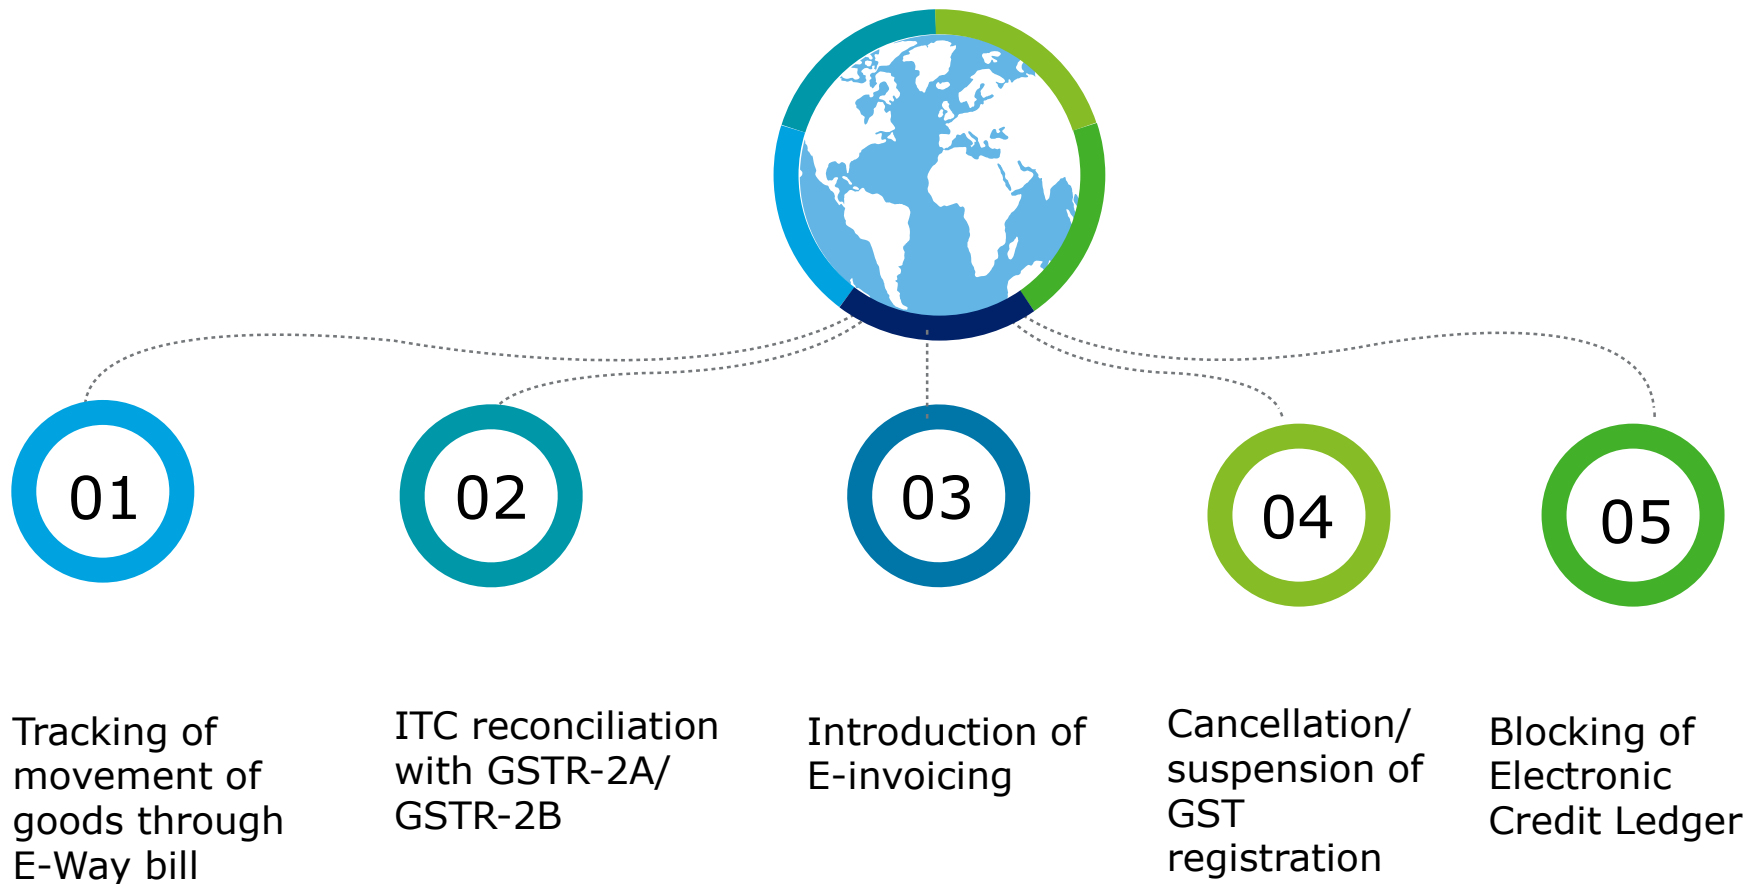 01
02
03
04
05
Tracking of
movement of
goods through
E-Way bill
ITC reconciliation
with GSTR-2A/
GSTR-2B
Introduction of
E-invoicing
Cancellation/
suspension of
GST
registration
Blocking of
Electronic
Credit Ledger